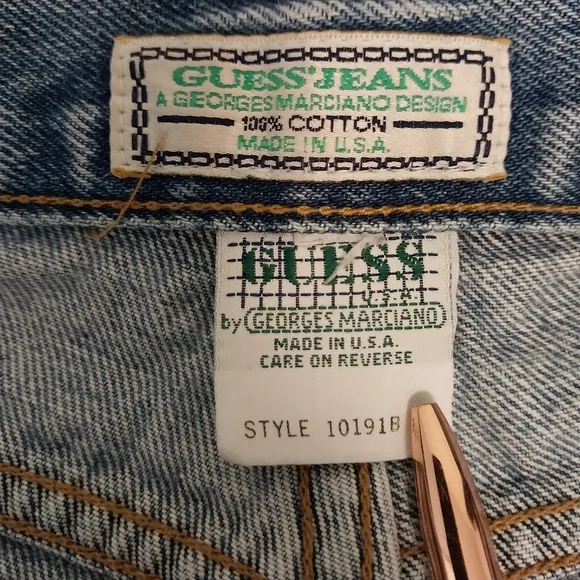 GUESS JEANS
A GEORGES MARCIANO DESIGN
100% COTTON
MADE IN U.S.A.
GUESS
U.S.A.
by GEORGES MARCIANO
MADE IN U.S.A.
CARE ON REVERSE
STYLE 10191B